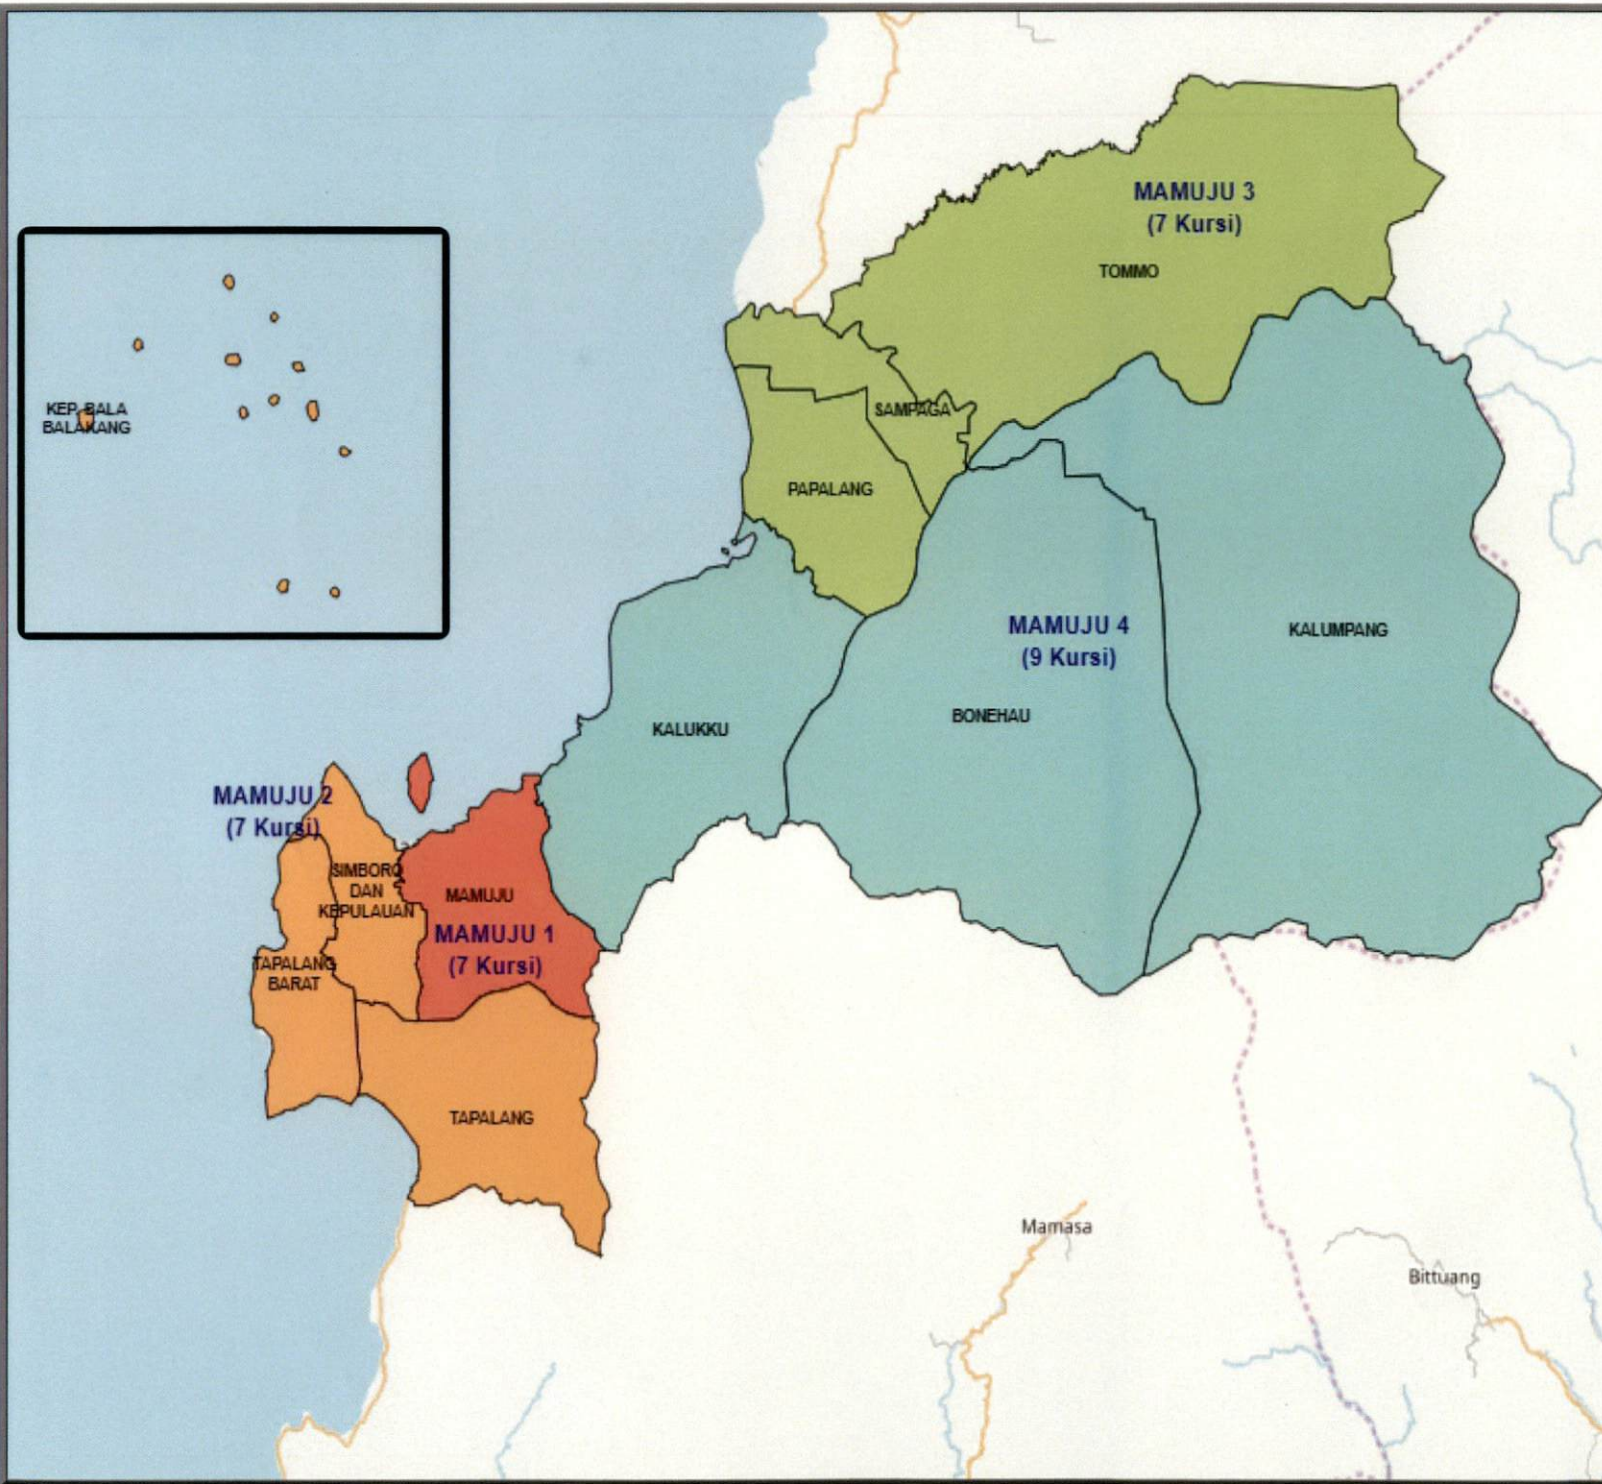 MAMUJU 3
(7 Kursi)
TOMMO
KEP. BALA
BALAKANG
SAMPAGA
PAPALANG
MAMUJU 4
(9 Kursi)
KALUMPANG
BONEHAU
KALUKKU
MAMUJU 2
(7 Kursi)
SIMBORO
DAN
KEPULAUAN
MAMUJU
MAMUJU 1
(7 Kursi)
TAPALANG
BARAT
TAPALANG
Mamasa
Bittuang